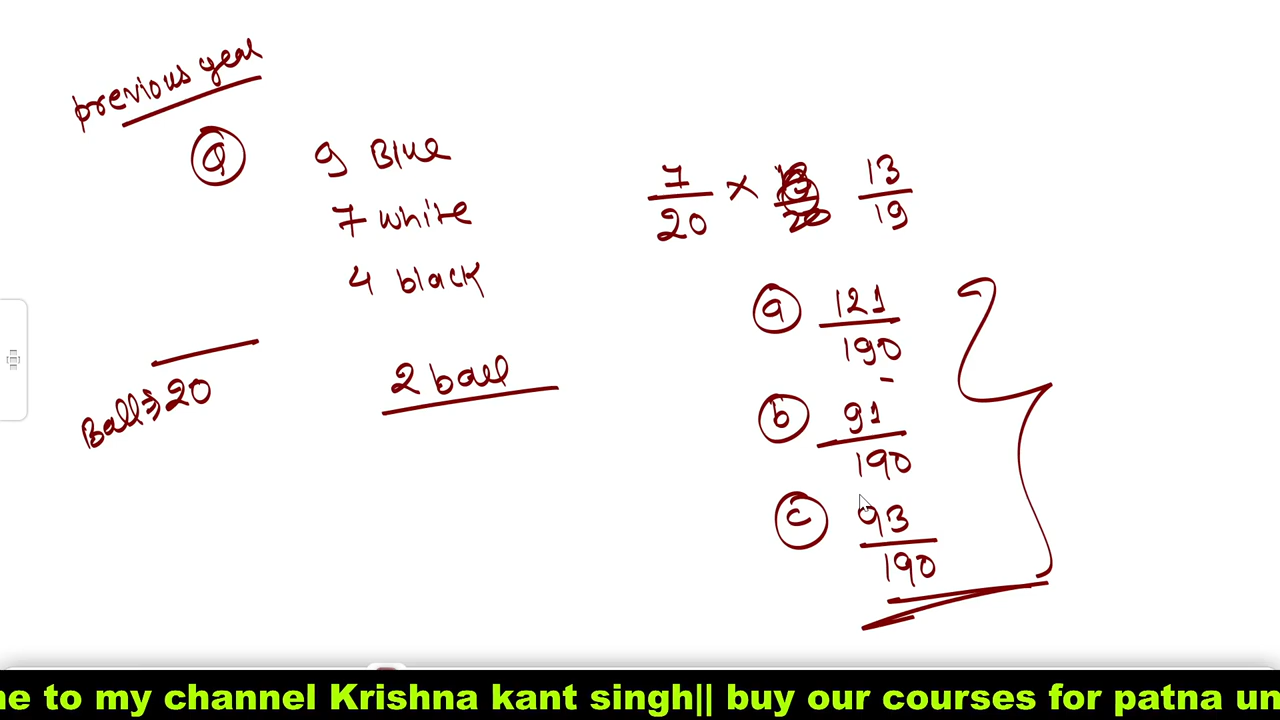 previous year
Q 9 Blue
7 white
4 black
Ball⇒20
2 ball
7/20 × 13/19
a 121/190
b 91/190
c 93/190
ne to my channel Krishna kant singh|| buy our courses for patna un